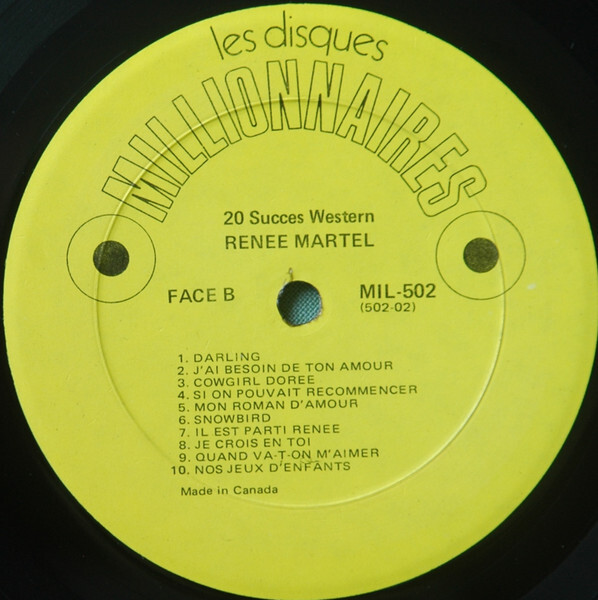 les disques
MILLIONNAIRES
20 Succes Western
RENEE MARTEL
FACE B
MIL-502
(502-02)
1. DARLING
2. J'AI BESOIN DE TON AMOUR
3. COWGIRL DOREE
4. SI ON POUVAIT RECOMMENCER
5. MON ROMAN D'AMOUR
6. SNOWBIRD
7. IL EST PARTI RENEE
8. JE CROIS EN TOI
9. QUAND VA-T-ON M'AIMER
10. NOS JEUX D'ENFANTS
Made in Canada